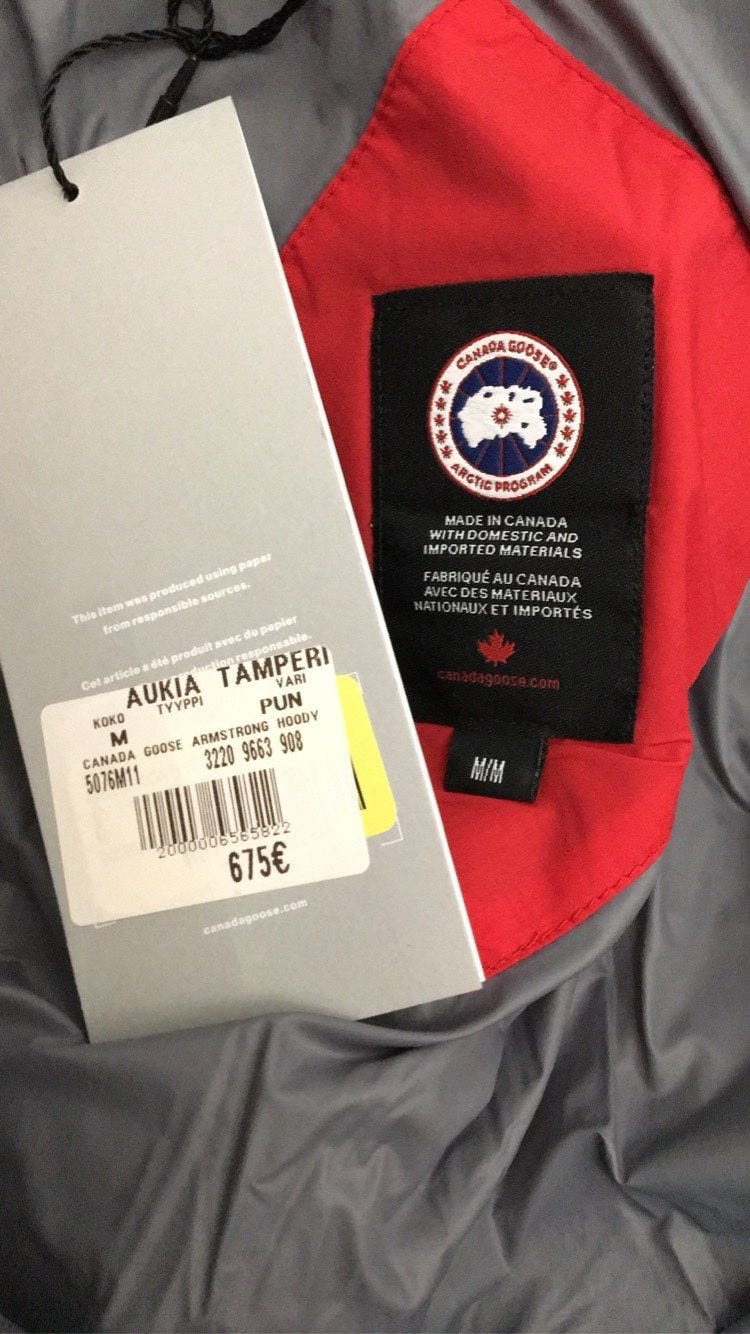 This item was produced using paper
from responsible sources.
Cet article a été produit avec du papier
duction responsable.
AUKIA TAMPERI
KOKO TYYPPI VARI
M PUN
CANADA GOOSE ARMSTRONG HOODY
5076M11 3220 9663 908
2000006565822
675€
canadagoose.com
CANADA GOOSE®
ARCTIC PROGRAM
MADE IN CANADA
WITH DOMESTIC AND
IMPORTED MATERIALS
FABRIQUÉ AU CANADA
AVEC DES MATERIAUX
NATIONAUX ET IMPORTÉS
canadagoose.com
M/M